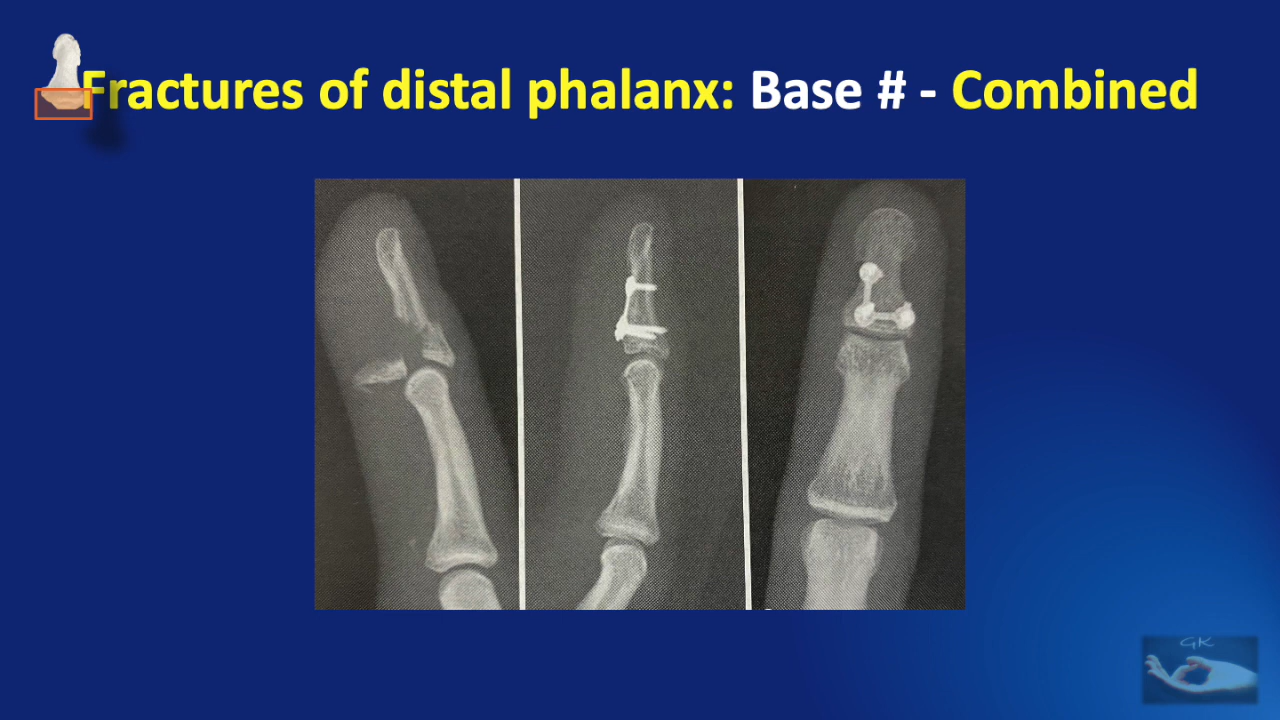 Fractures of distal phalanx: Base # - Combined
GK